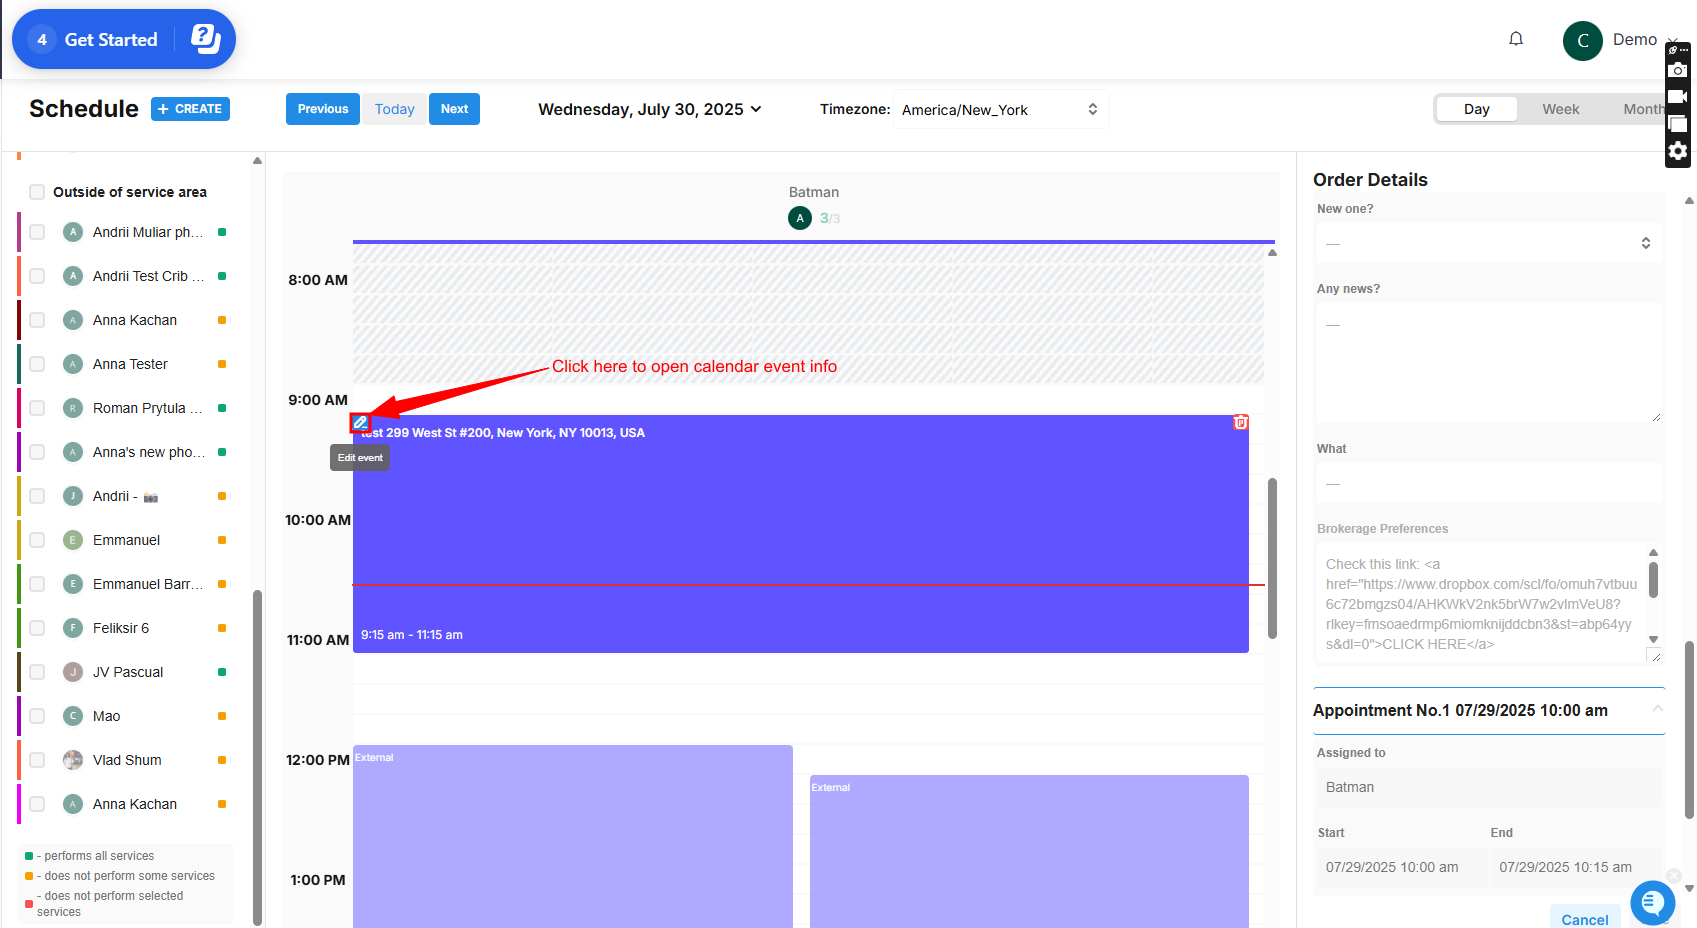 4 Get Started
C Demo
Schedule
+ CREATE
Previous Today Next
Wednesday, July 30, 2025
Timezone: America/New_York
Day Week Month
Outside of service area
A Andrii Muliar ph...
A Andrii Test Crib ...
A Anna Kachan
A Anna Tester
R Roman Prytula ...
A Anna's new pho...
J Andrii - 📷
E Emmanuel
E Emmanuel Barr...
F Feliksir 6
J JV Pascual
C Mao
Vlad Shum
A Anna Kachan
- performs all services
- does not perform some services
- does not perform selected
services
Batman
A 3/3
8:00 AM
Click here to open calendar event info
9:00 AM
test 299 West St #200, New York, NY 10013, USA
Edit event
10:00 AM
11:00 AM
9:15 am - 11:15 am
12:00 PM
External
External
1:00 PM
Order Details
New one?
—
Any news?
—
What
—
Brokerage Preferences
Check this link: <a
href="https://www.dropbox.com/scl/fo/omuh7vtbuu
6c72bmgzs04/AHKWkV2nk5brW7w2vlmVeU8?
rlkey=fmsoaedrmp6miomknijddcbn3&st=abp64yy
s&dl=0">CLICK HERE</a>
Appointment No.1 07/29/2025 10:00 am
Assigned to
Batman
Start End
07/29/2025 10:00 am 07/29/2025 10:15 am
Cancel